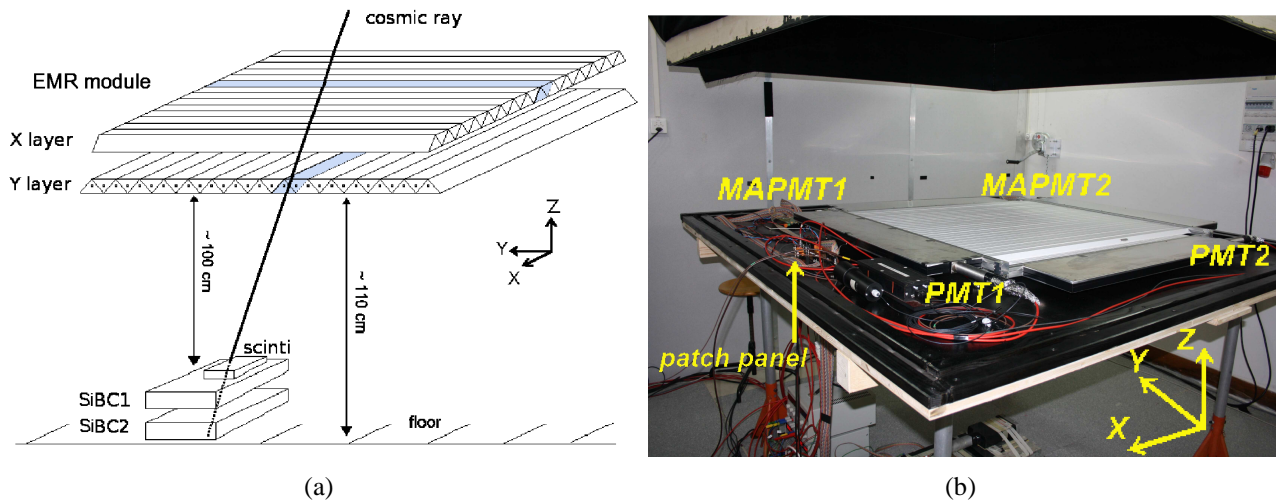 cosmic ray
EMR module
X layer
Y layer
~ 100 cm
~ 110 cm
Z
Y
X
scinti
SiBC1
SiBC2
floor
(a)
MAPMT1
MAPMT2
PMT2
PMT1
patch panel
Z
Y
X
(b)